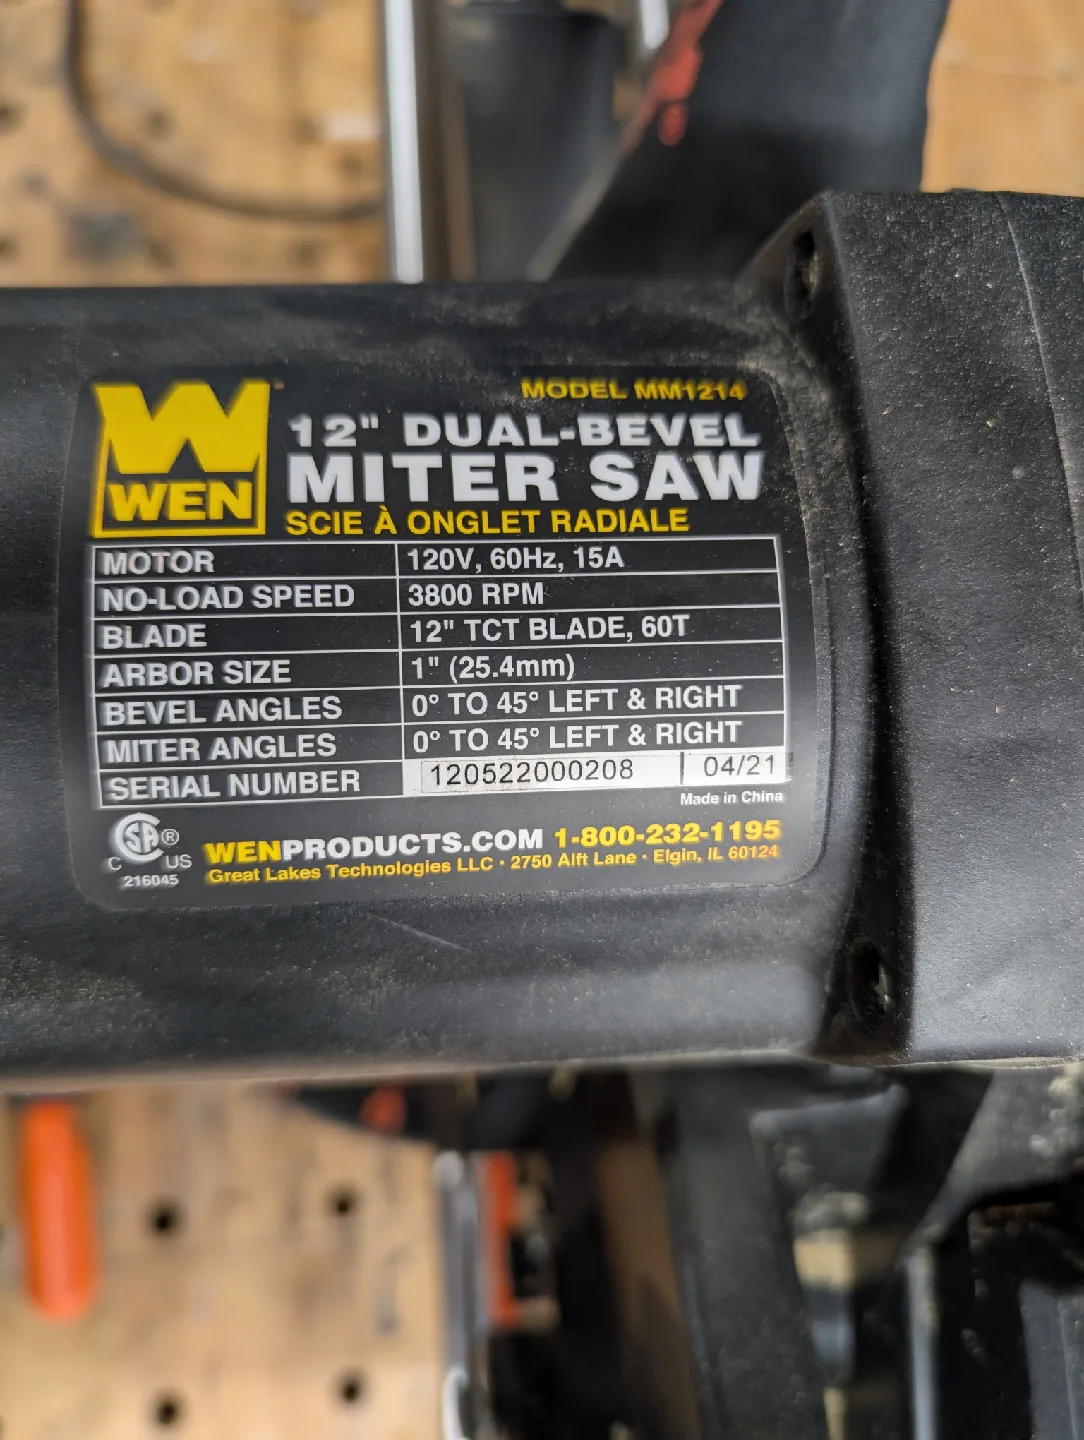 MODEL MM1214
WEN
12" DUAL-BEVEL
MITER SAW
SCIE À ONGLET RADIALE
MOTOR 120V, 60Hz, 15A
NO-LOAD SPEED 3800 RPM
BLADE 12" TCT BLADE, 60T
ARBOR SIZE 1" (25.4mm)
BEVEL ANGLES 0° TO 45° LEFT & RIGHT
MITER ANGLES 0° TO 45° LEFT & RIGHT
SERIAL NUMBER 120522000208 04/21
Made in China
C SA ® US
216045
WENPRODUCTS.COM 1-800-232-1195
Great Lakes Technologies LLC · 2750 Alft Lane · Elgin, IL 60124